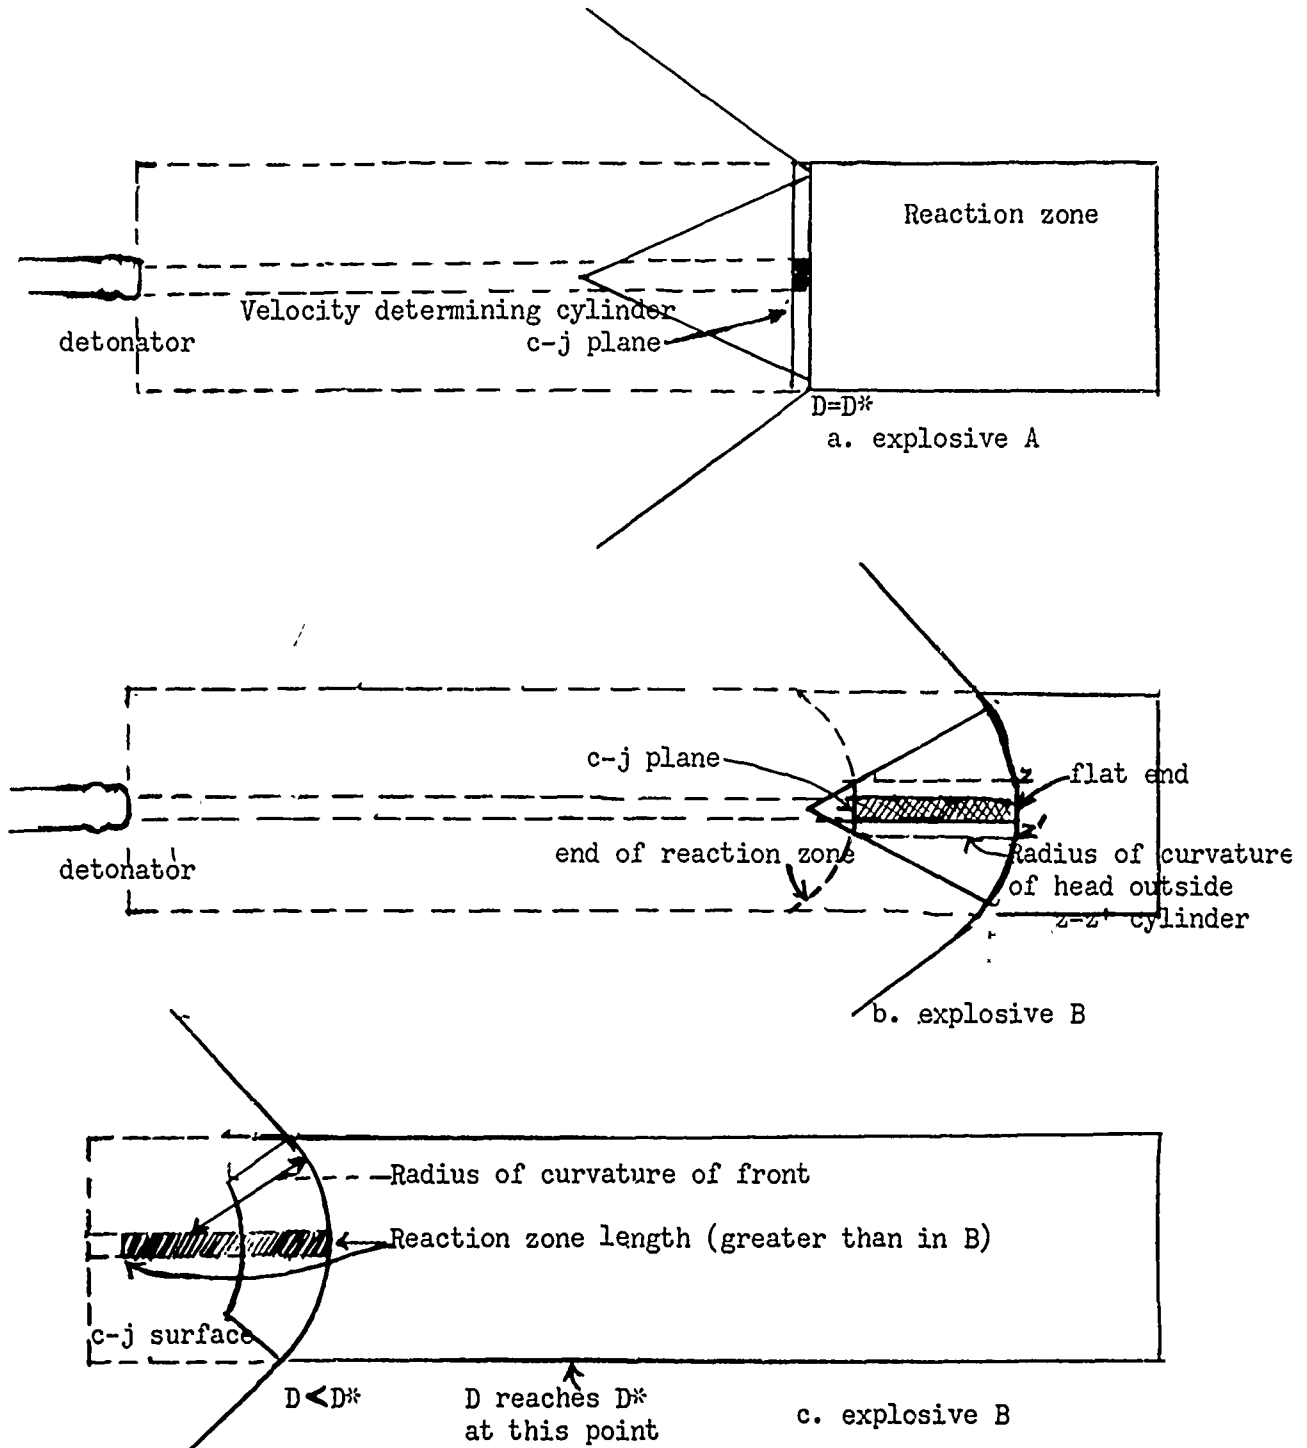 Reaction zone
Velocity determining cylinder
detonator
c-j plane
D=D*
a. explosive A
c-j plane
z
flat end
z'
end of reaction zone
Radius of curvature
of head outside
z-z' cylinder
detonator
b. explosive B
Radius of curvature of front
Reaction zone length (greater than in B)
c-j surface
D<D*
D reaches D*
at this point
c. explosive B